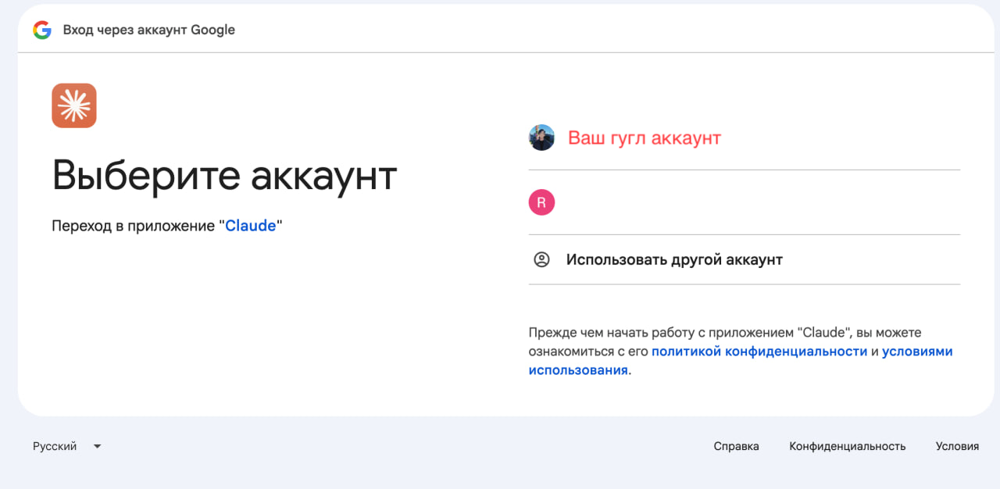 Вход через аккаунт Google
Выберите аккаунт
Переход в приложение "Claude"
Ваш гугл аккаунт
R
Использовать другой аккаунт
Прежде чем начать работу с приложением "Claude", вы можете
ознакомиться с его политикой конфиденциальности и условиями
использования.
Русский
Справка
Конфиденциальность
Условия